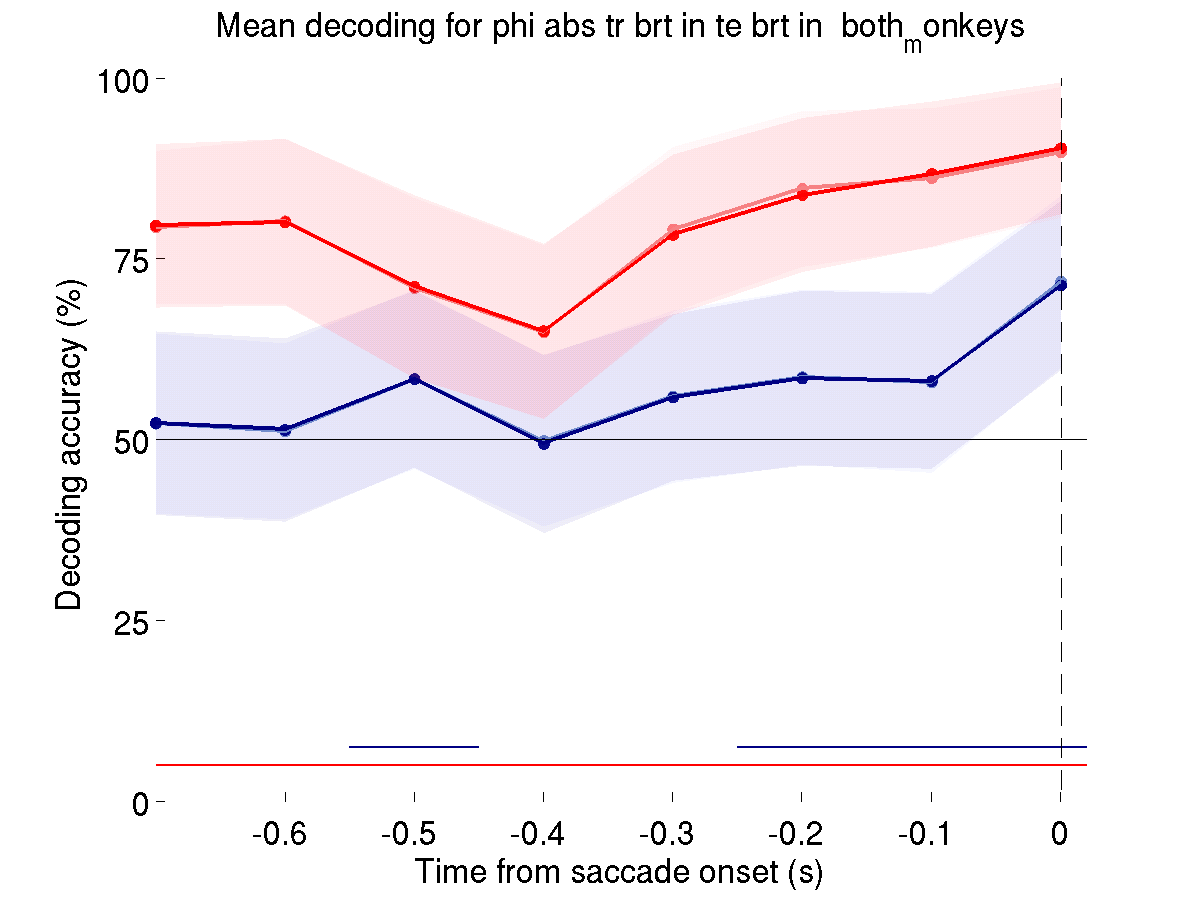 Mean decoding for phi abs tr brt in te brt in  both_monkeys
100
75
50
25
0
Decoding accuracy (%)
-0.6 -0.5 -0.4 -0.3 -0.2 -0.1 0
Time from saccade onset (s)